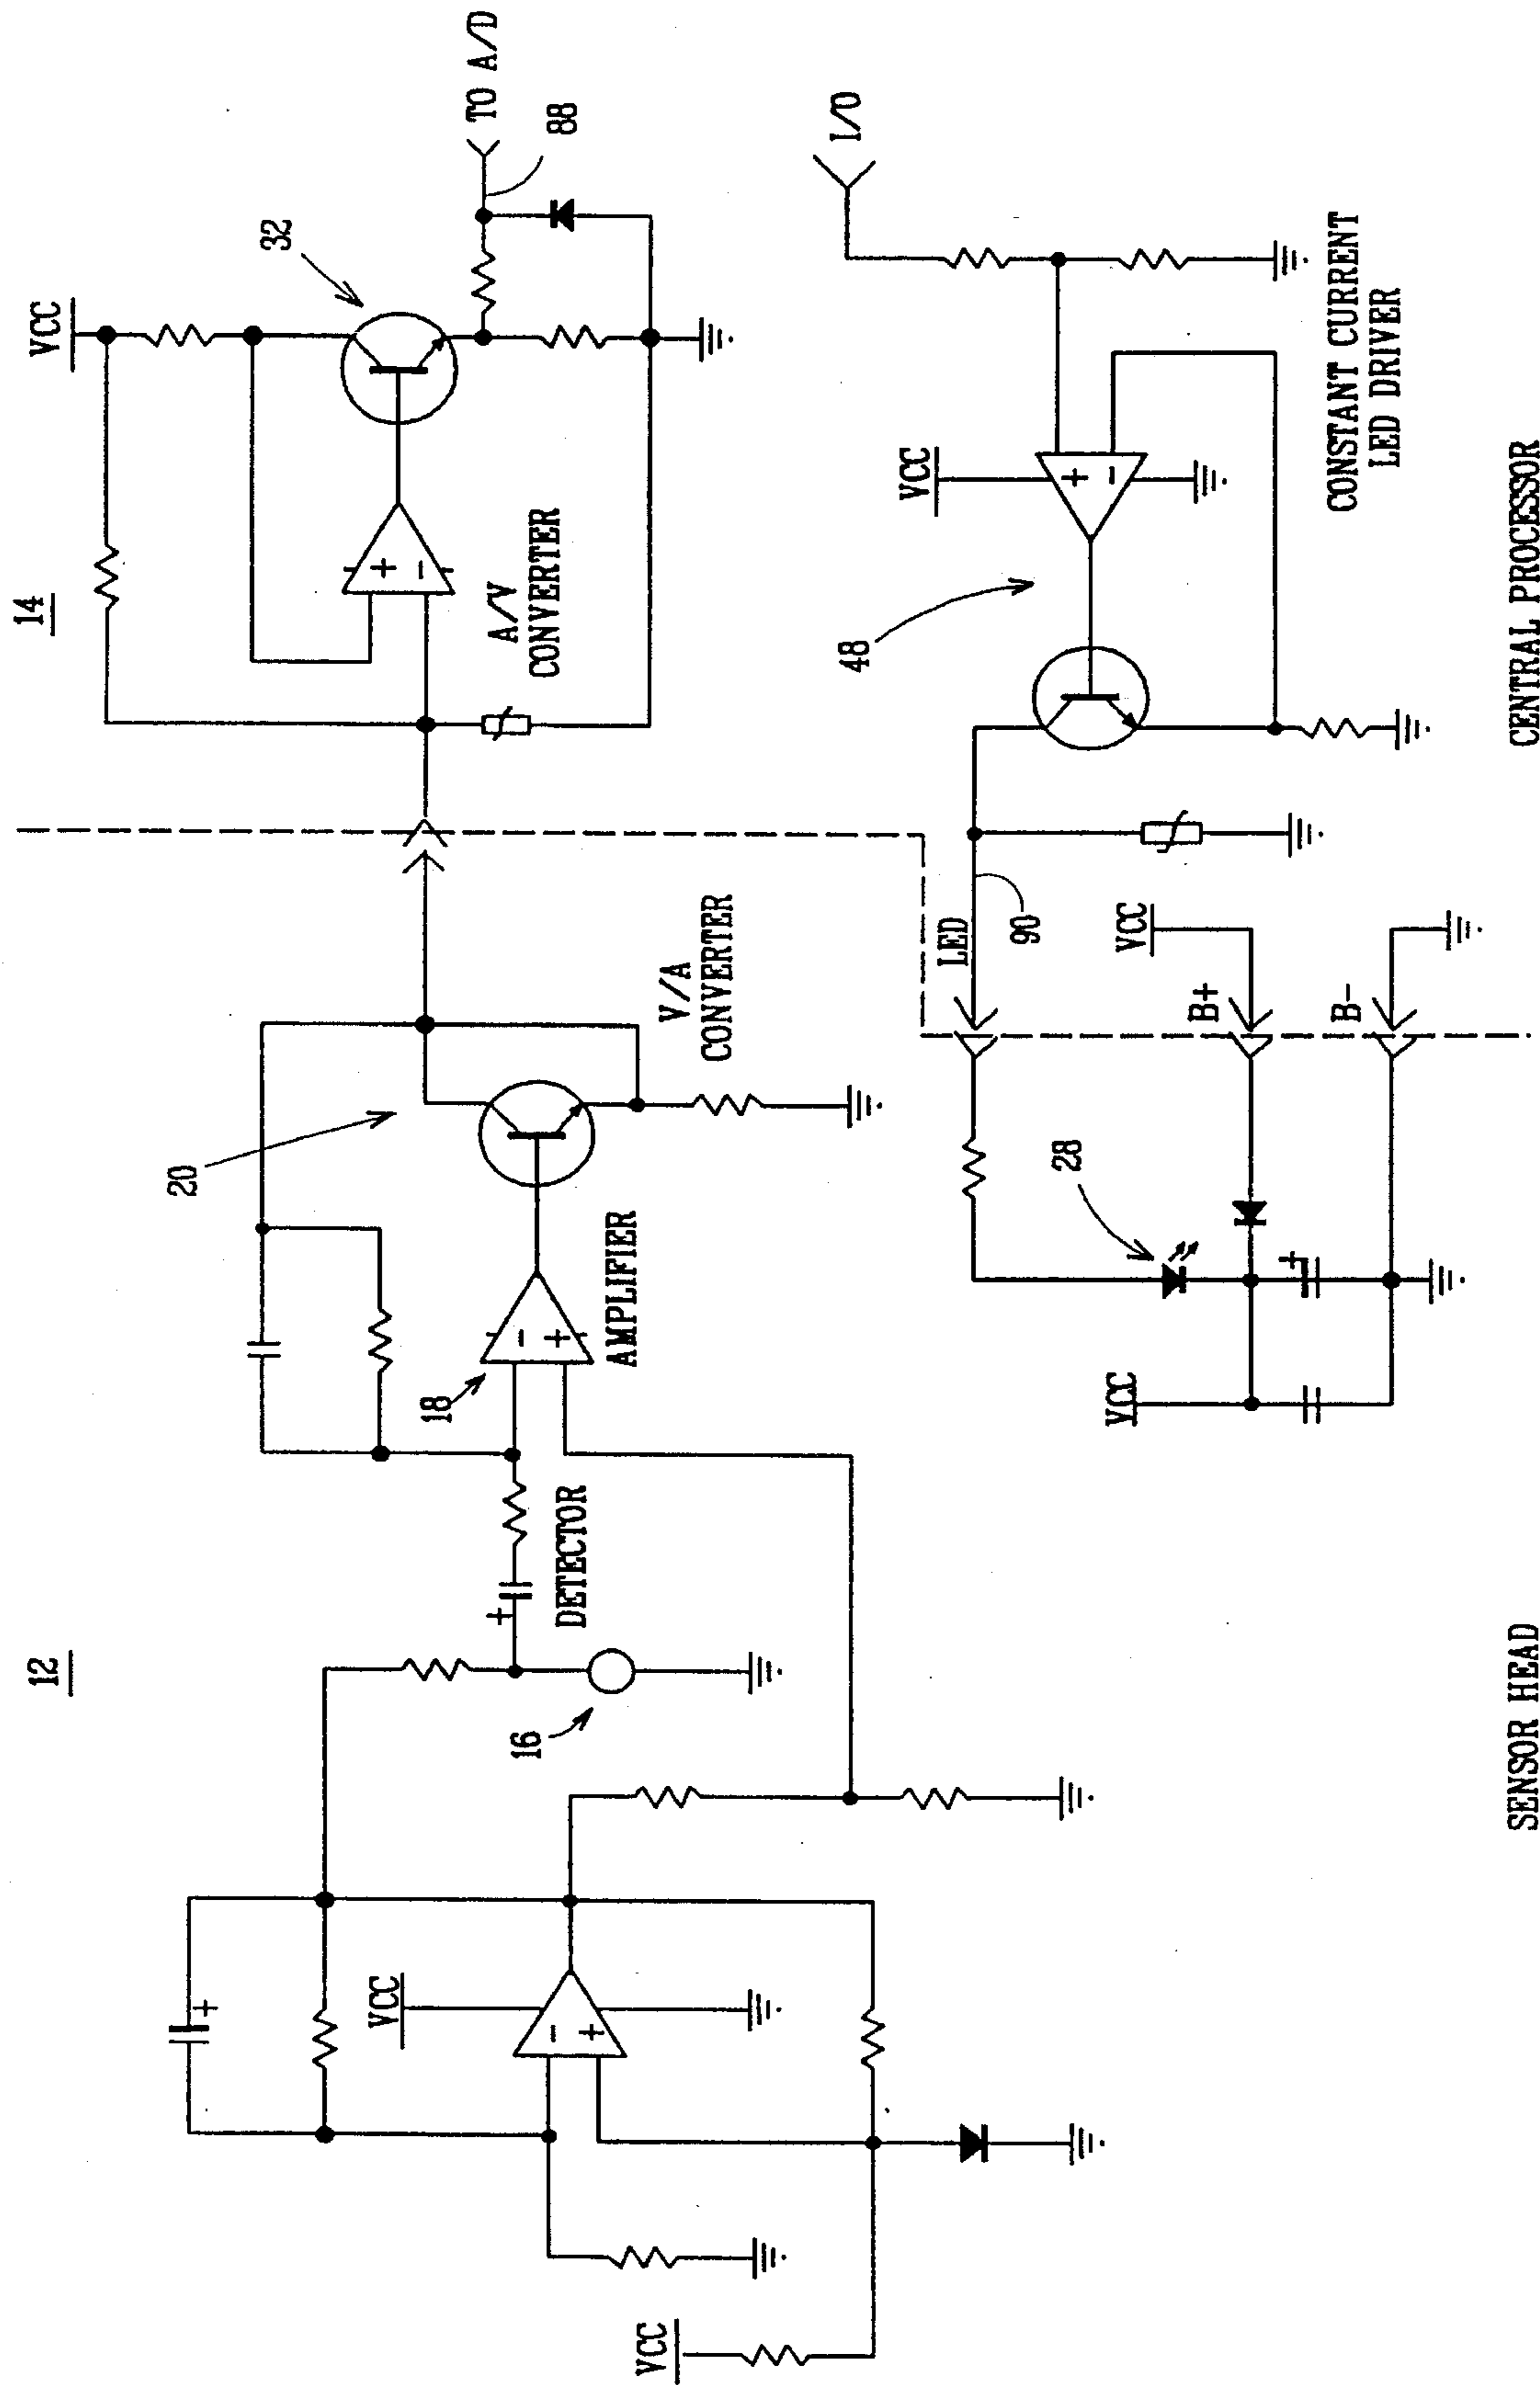 12
14
VCC
32
TO A/D
88
A/V
CONVERTER
20
V/A
CONVERTER
18
AMPLIFIER
-
+
+
-
16
+
DETECTOR
+
VCC
-
+
VCC
I/O
VCC
+
-
48
CONSTANT CURRENT
LED DRIVER
LED
90
VCC
B+
B-
28
+
VCC
SENSOR HEAD
CENTRAL PROCESSOR